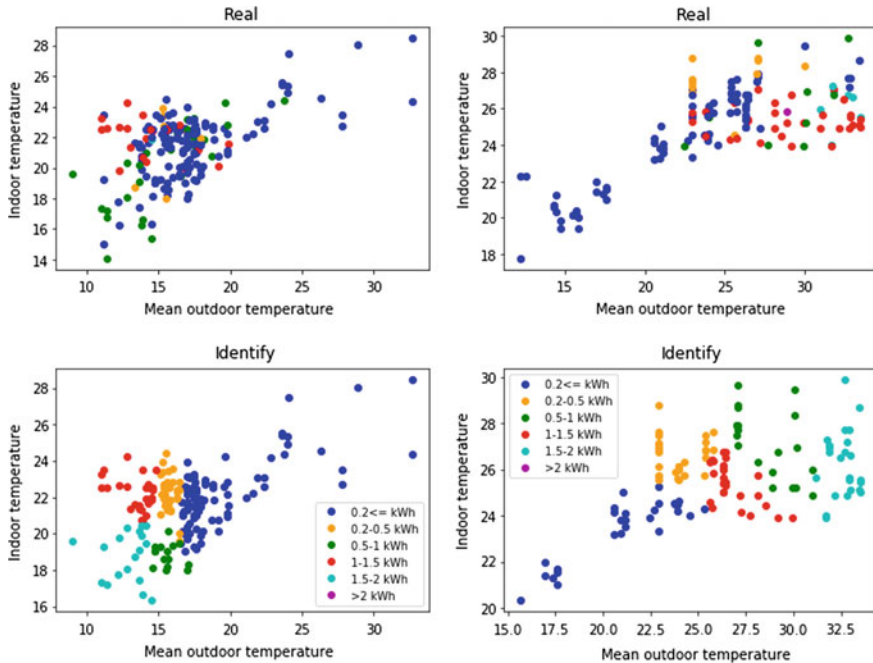 Real
28
26
24
22
20
18
16
14
Indoor temperature
10
15
20
25
30
Mean outdoor temperature
Real
30
28
26
24
22
20
18
Indoor temperature
15
20
25
30
Mean outdoor temperature
Identify
28
26
24
22
20
18
16
Indoor temperature
0.2<= kWh
0.2-0.5 kWh
0.5-1 kWh
1-1.5 kWh
1.5-2 kWh
>2 kWh
10
15
20
25
30
Mean outdoor temperature
Identify
30
28
26
24
22
20
Indoor temperature
0.2<= kWh
0.2-0.5 kWh
0.5-1 kWh
1-1.5 kWh
1.5-2 kWh
>2 kWh
15.0
17.5
20.0
22.5
25.0
27.5
30.0
32.5
Mean outdoor temperature